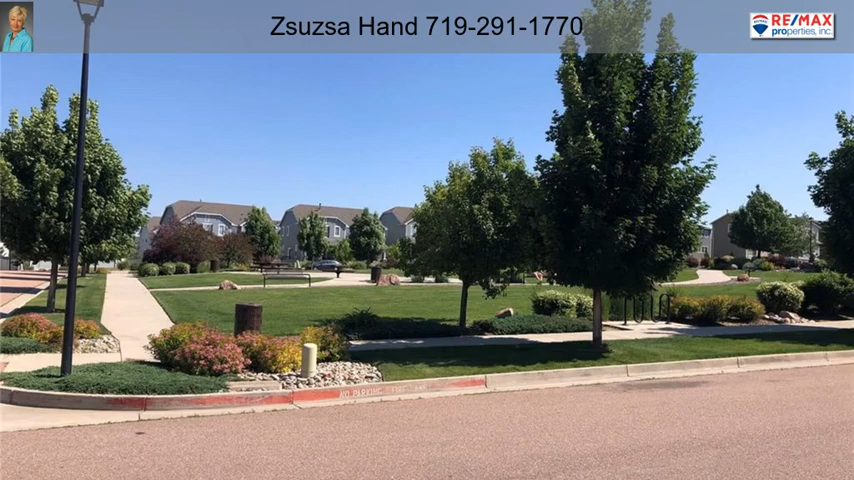 Zsuzsa Hand 719-291-1770
RE/MAX
properties, inc.
NO PARKING